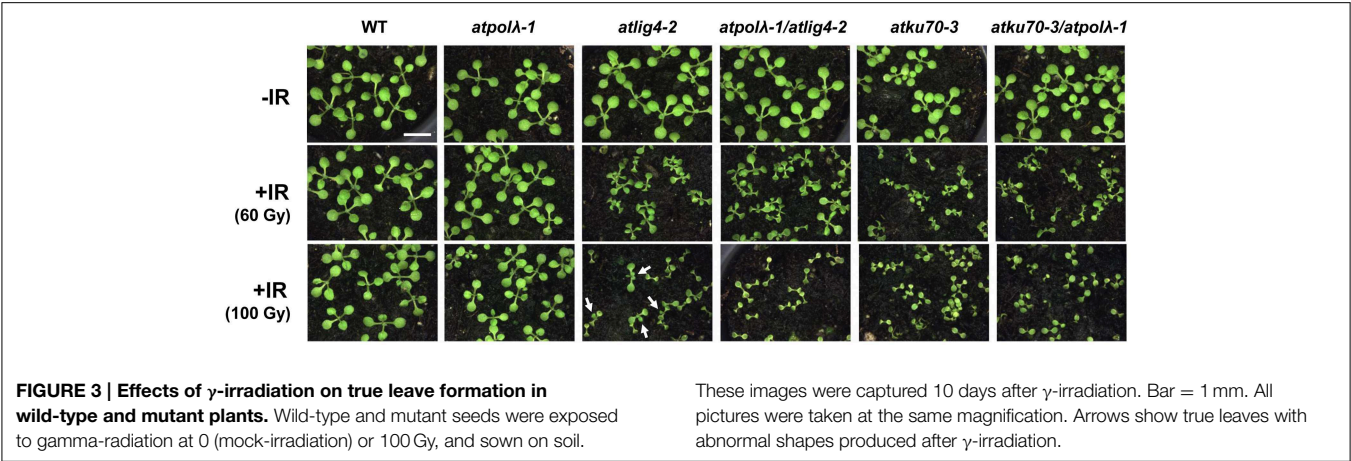 WT atpolλ-1 atlig4-2 atpolλ-1/atlig4-2 atku70-3 atku70-3/atpolλ-1
-IR
+IR
(60 Gy)
+IR
(100 Gy)
FIGURE 3 | Effects of γ-irradiation on true leave formation in
wild-type and mutant plants. Wild-type and mutant seeds were exposed
to gamma-radiation at 0 (mock-irradiation) or 100 Gy, and sown on soil.
These images were captured 10 days after γ-irradiation. Bar = 1 mm. All
pictures were taken at the same magnification. Arrows show true leaves with
abnormal shapes produced after γ-irradiation.